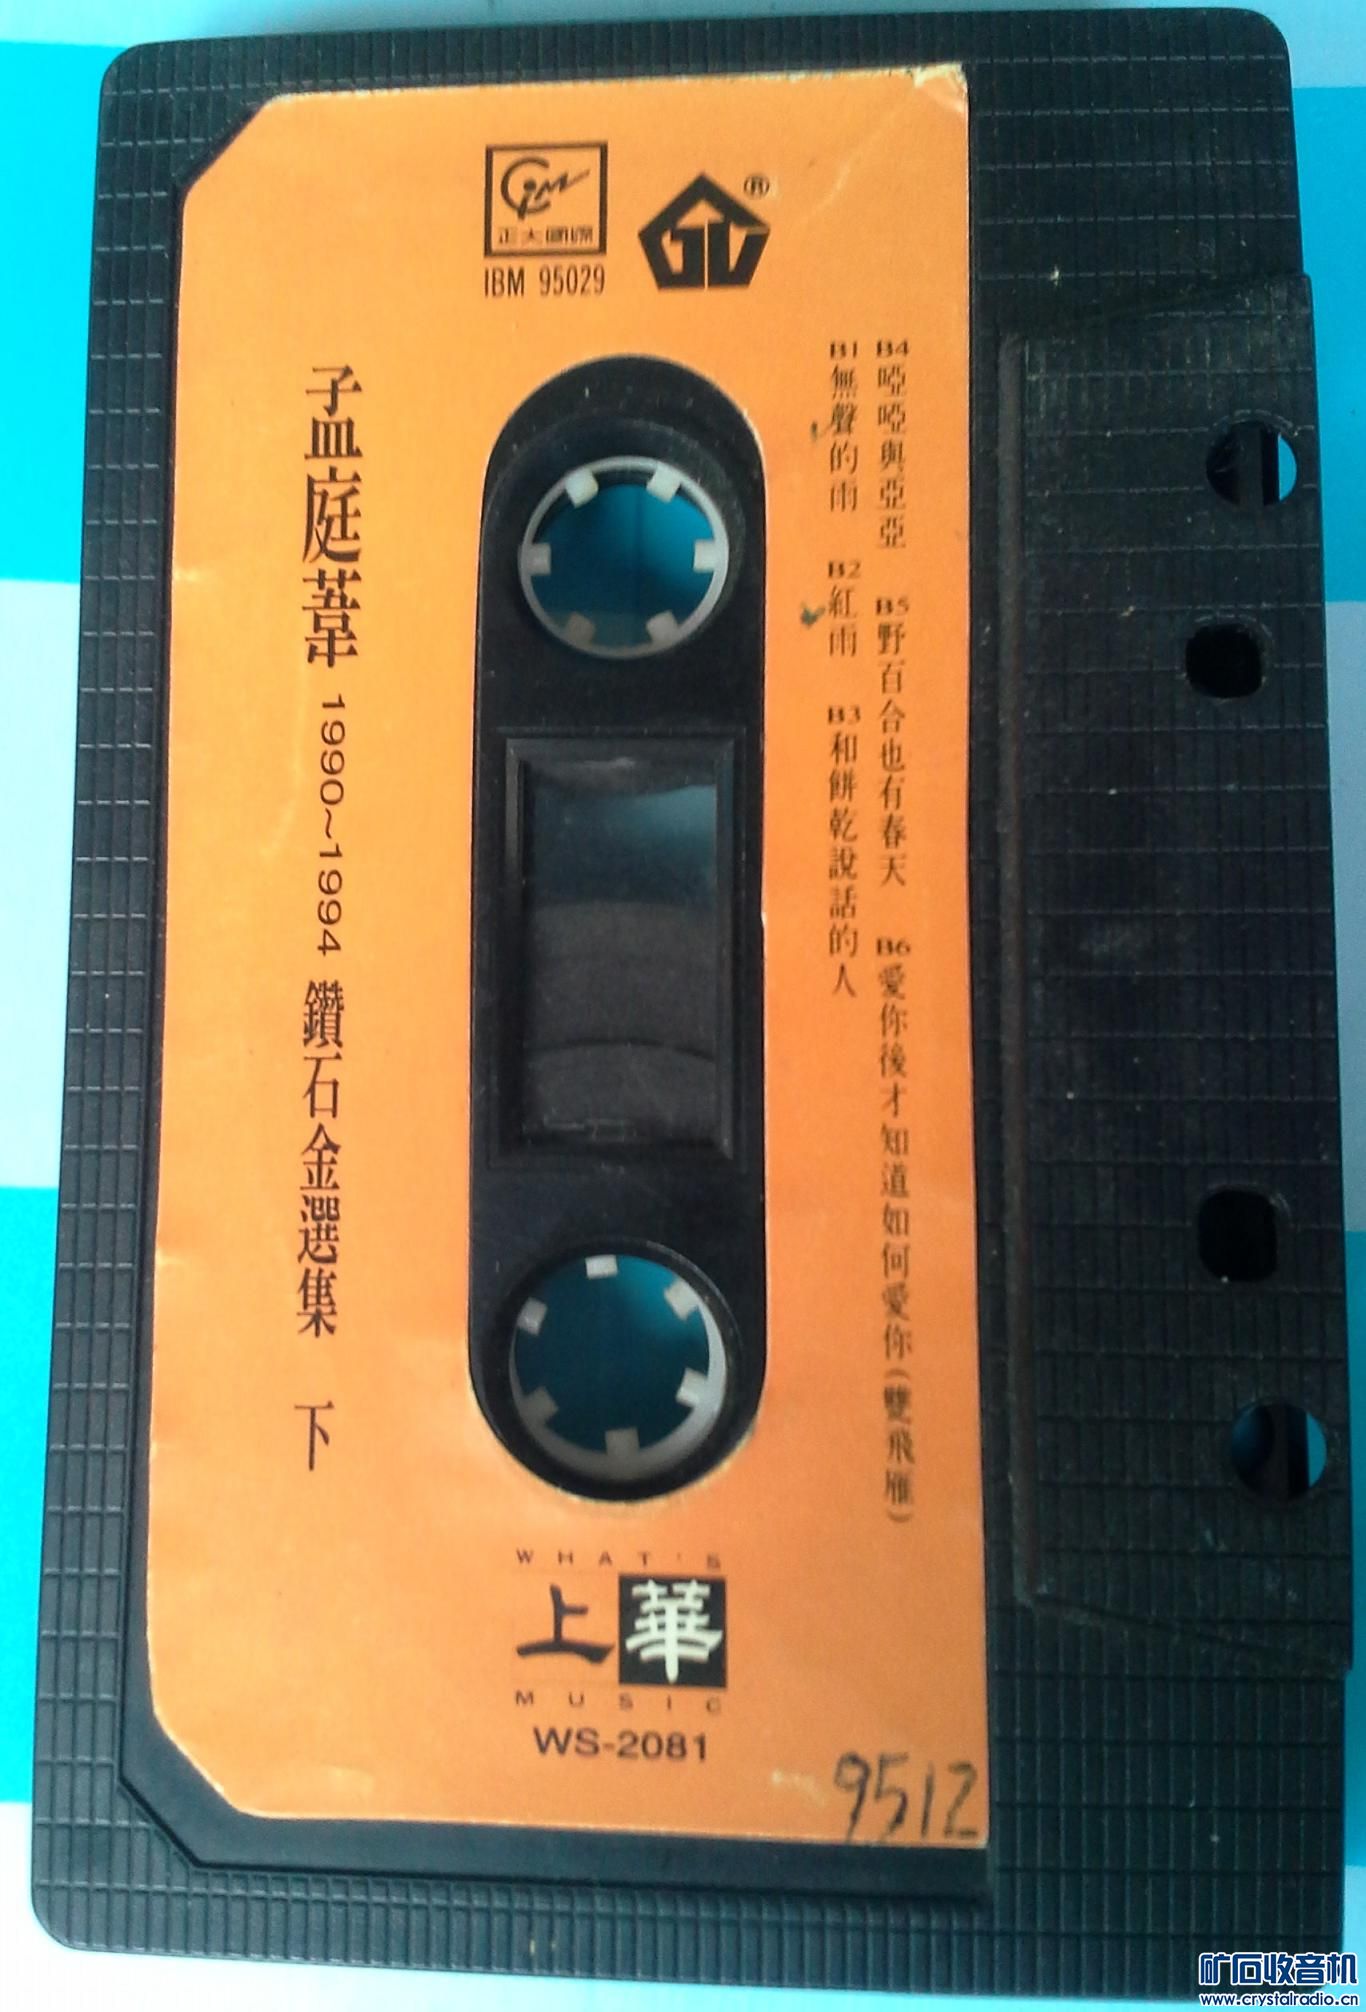 正大國際
IBM 95029
®
孟庭葦 1990~1994 鑽石金選集 下
B1 無聲的雨 B2 紅雨 B3 和餅乾說話的人
B4 啞啞與亞亞 B5 野百合也有春天 B6 愛你後才知道如何愛你(雙飛雁)
WHAT'S
上華
MUSIC
WS-2081
9512
矿石收音机
www.crystalradio.cn